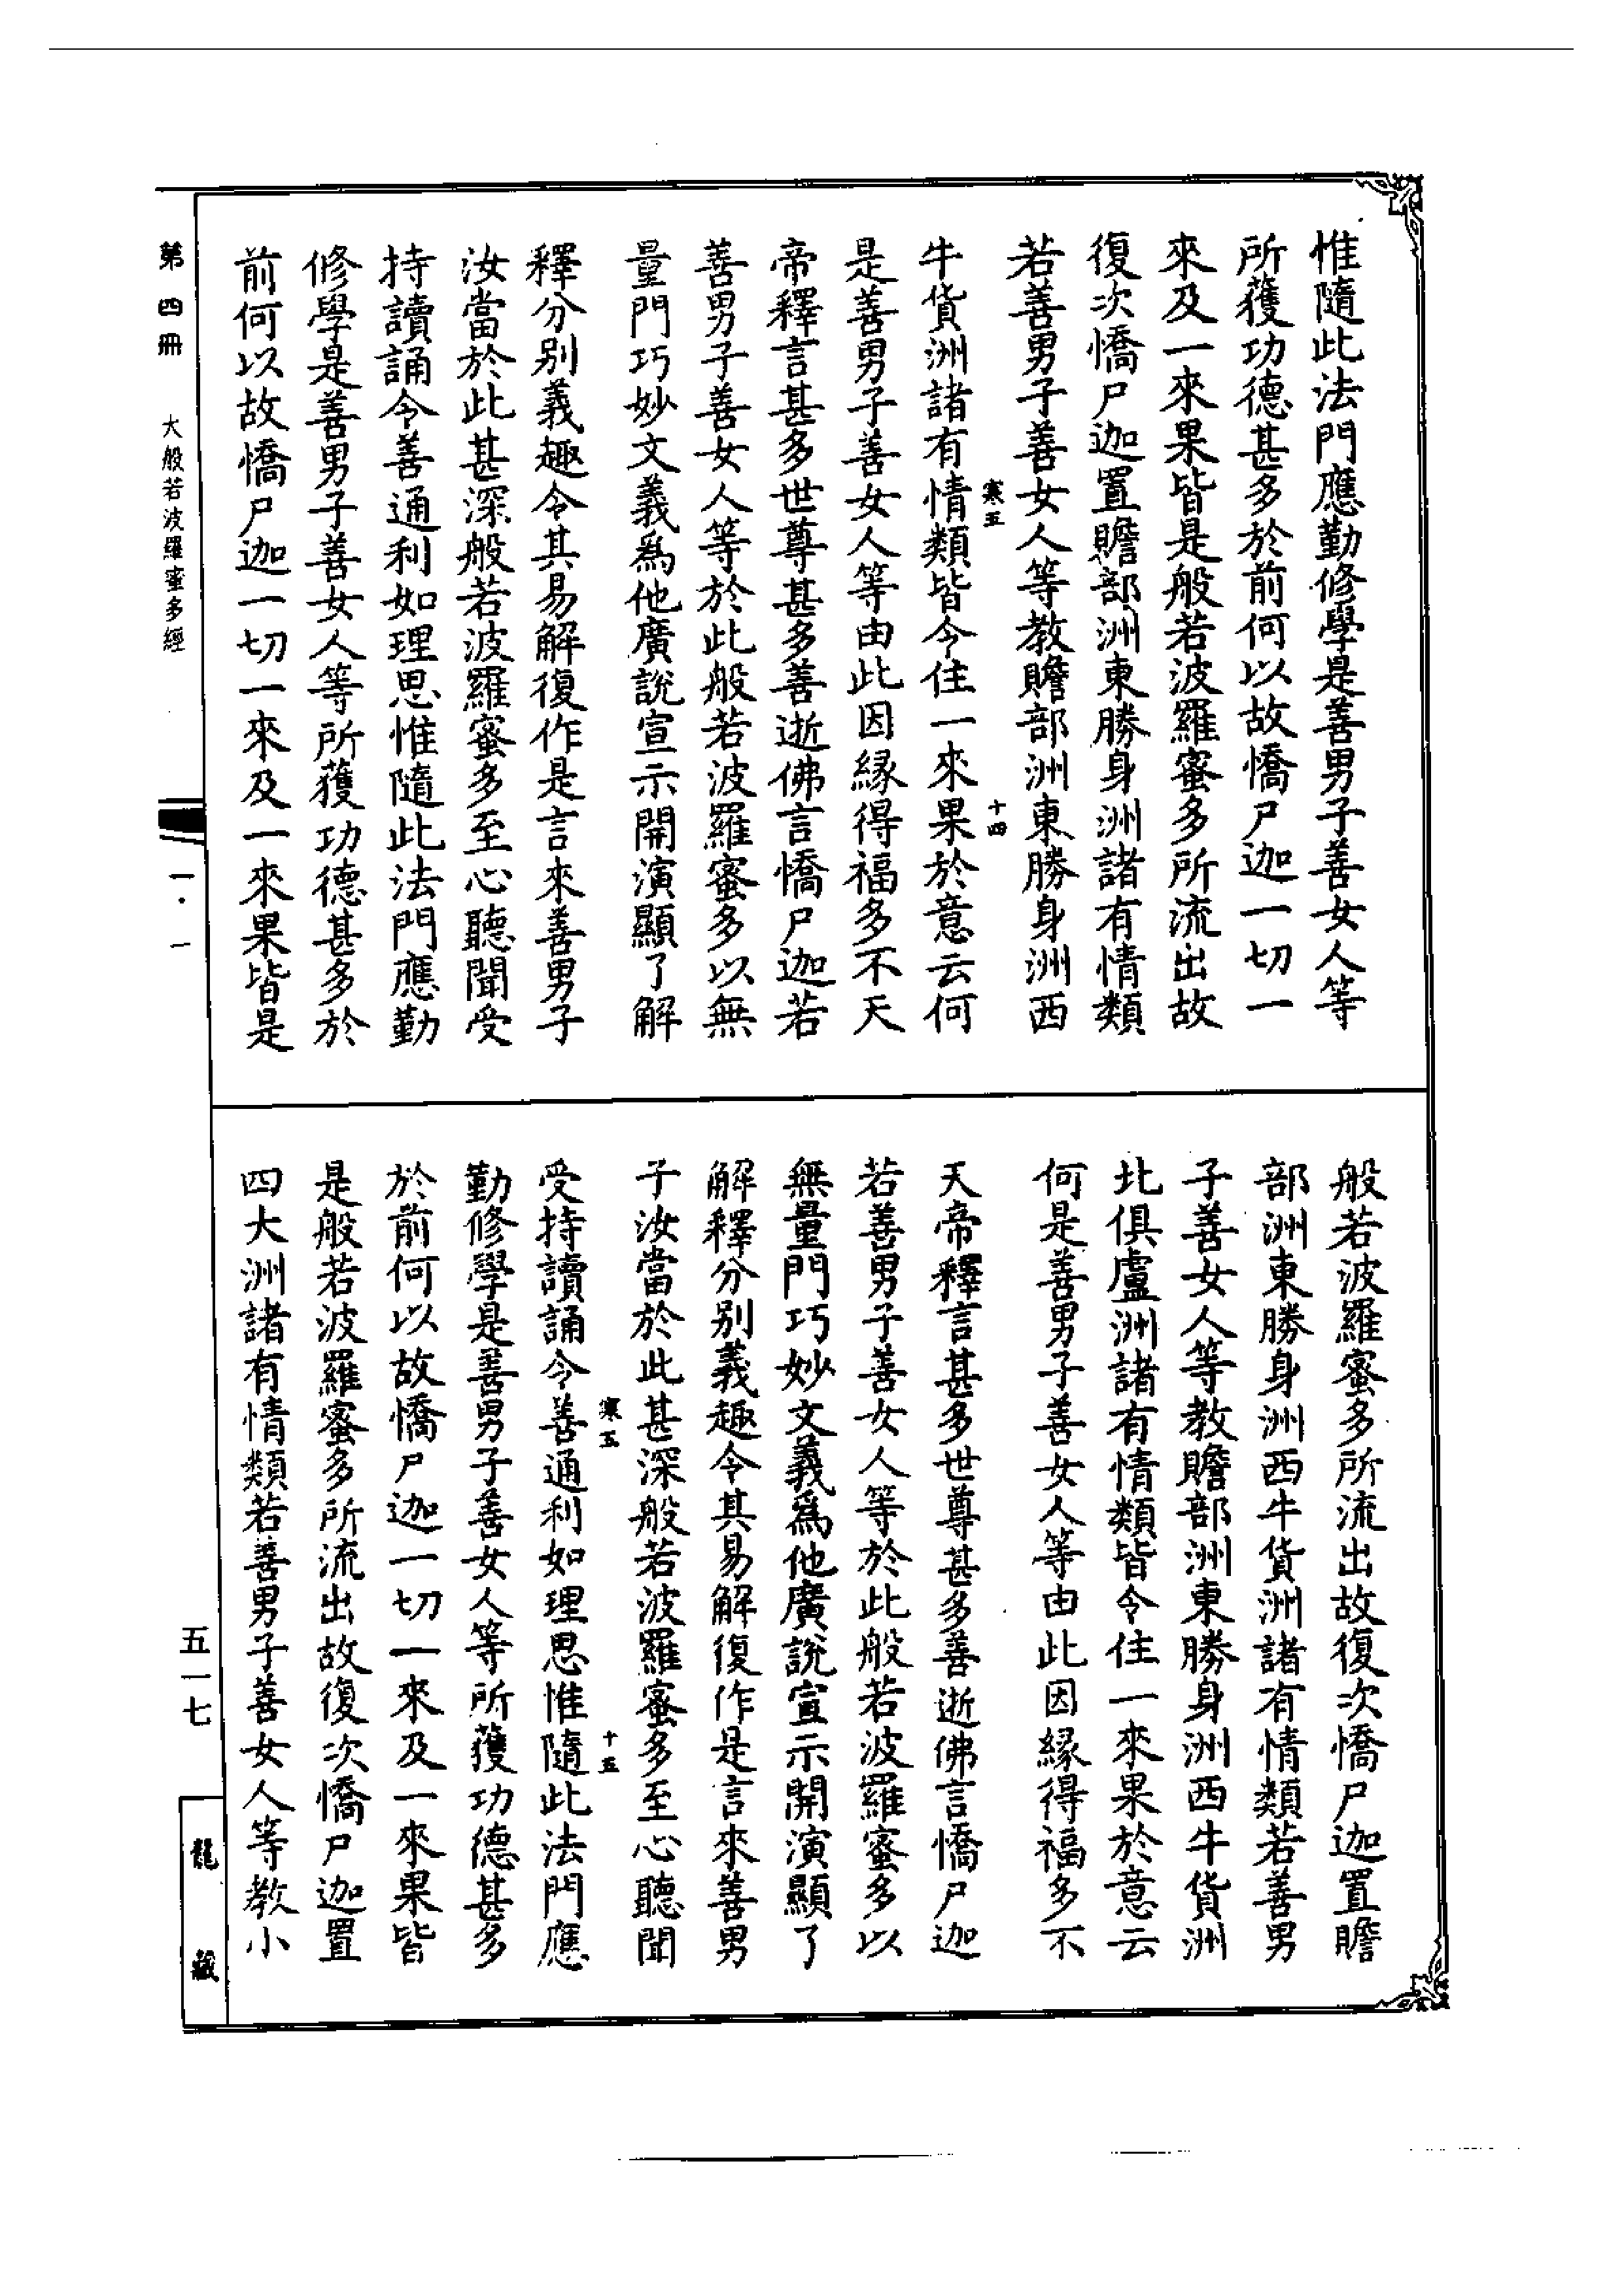 惟隨此法門應勤修學是善男子善女人等
所獲功德甚多於前何以故憍尸迦一切一
來及一來果皆是般若波羅蜜多所流出故
復次憍尸迦置贍部洲東勝身洲諸有情類
若善男子善女人等教贍部洲東勝身洲西
寒五
十四
牛貨洲諸有情類皆令住一來果於意云何
是善男子善女人等由此因緣得福多不天
帝釋言甚多世尊甚多善逝佛言憍尸迦若
善男子善女人等於此般若波羅蜜多以無
量門巧妙文義為他廣說宣示開演顯了解
釋分別義趣令其易解復作是言來善男子
汝當於此甚深般若波羅蜜多至心聽聞受
持讀誦令善通利如理思惟隨此法門應勤
修學是善男子善女人等所獲功德甚多於
前何以故憍尸迦一切一來及一來果皆是
般若波羅蜜多所流出故復次憍尸迦置贍
部洲東勝身洲西牛貨洲諸有情類若善男
子善女人等教贍部洲東勝身洲西牛貨洲
北俱盧洲諸有情類皆令住一來果於意云
何是善男子善女人等由此因緣得福多不
天帝釋言甚多世尊甚多善逝佛言憍尸迦
若善男子善女人等於此般若波羅蜜多以
無量門巧妙文義為他廣說宣示開演顯了
解釋分別義趣令其易解復作是言來善男
子汝當於此甚深般若波羅蜜多至心聽聞
寒五
十五
受持讀誦令善通利如理思惟隨此法門應
勤修學是善男子善女人等所獲功德甚多
於前何以故憍尸迦一切一來及一來果皆
是般若波羅蜜多所流出故復次憍尸迦置
四大洲諸有情類若善男子善女人等教小
第四冊
大般若波羅蜜多經
一·一
五一七
龍藏